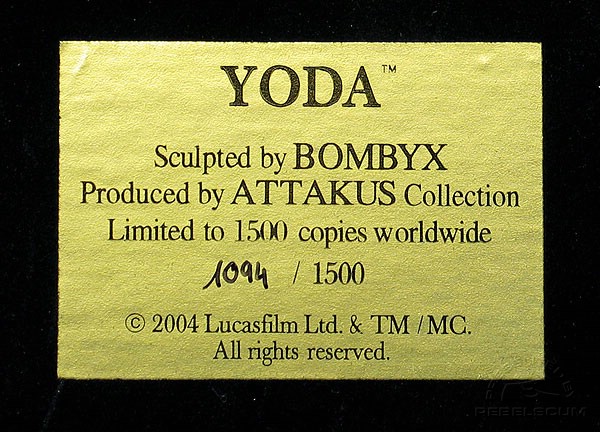 YODA™
Sculpted by BOMBYX
Produced by ATTAKUS Collection
Limited to 1500 copies worldwide
1094 / 1500
© 2004 Lucasfilm Ltd. & TM /MC.
All rights reserved.
REBELSCUM